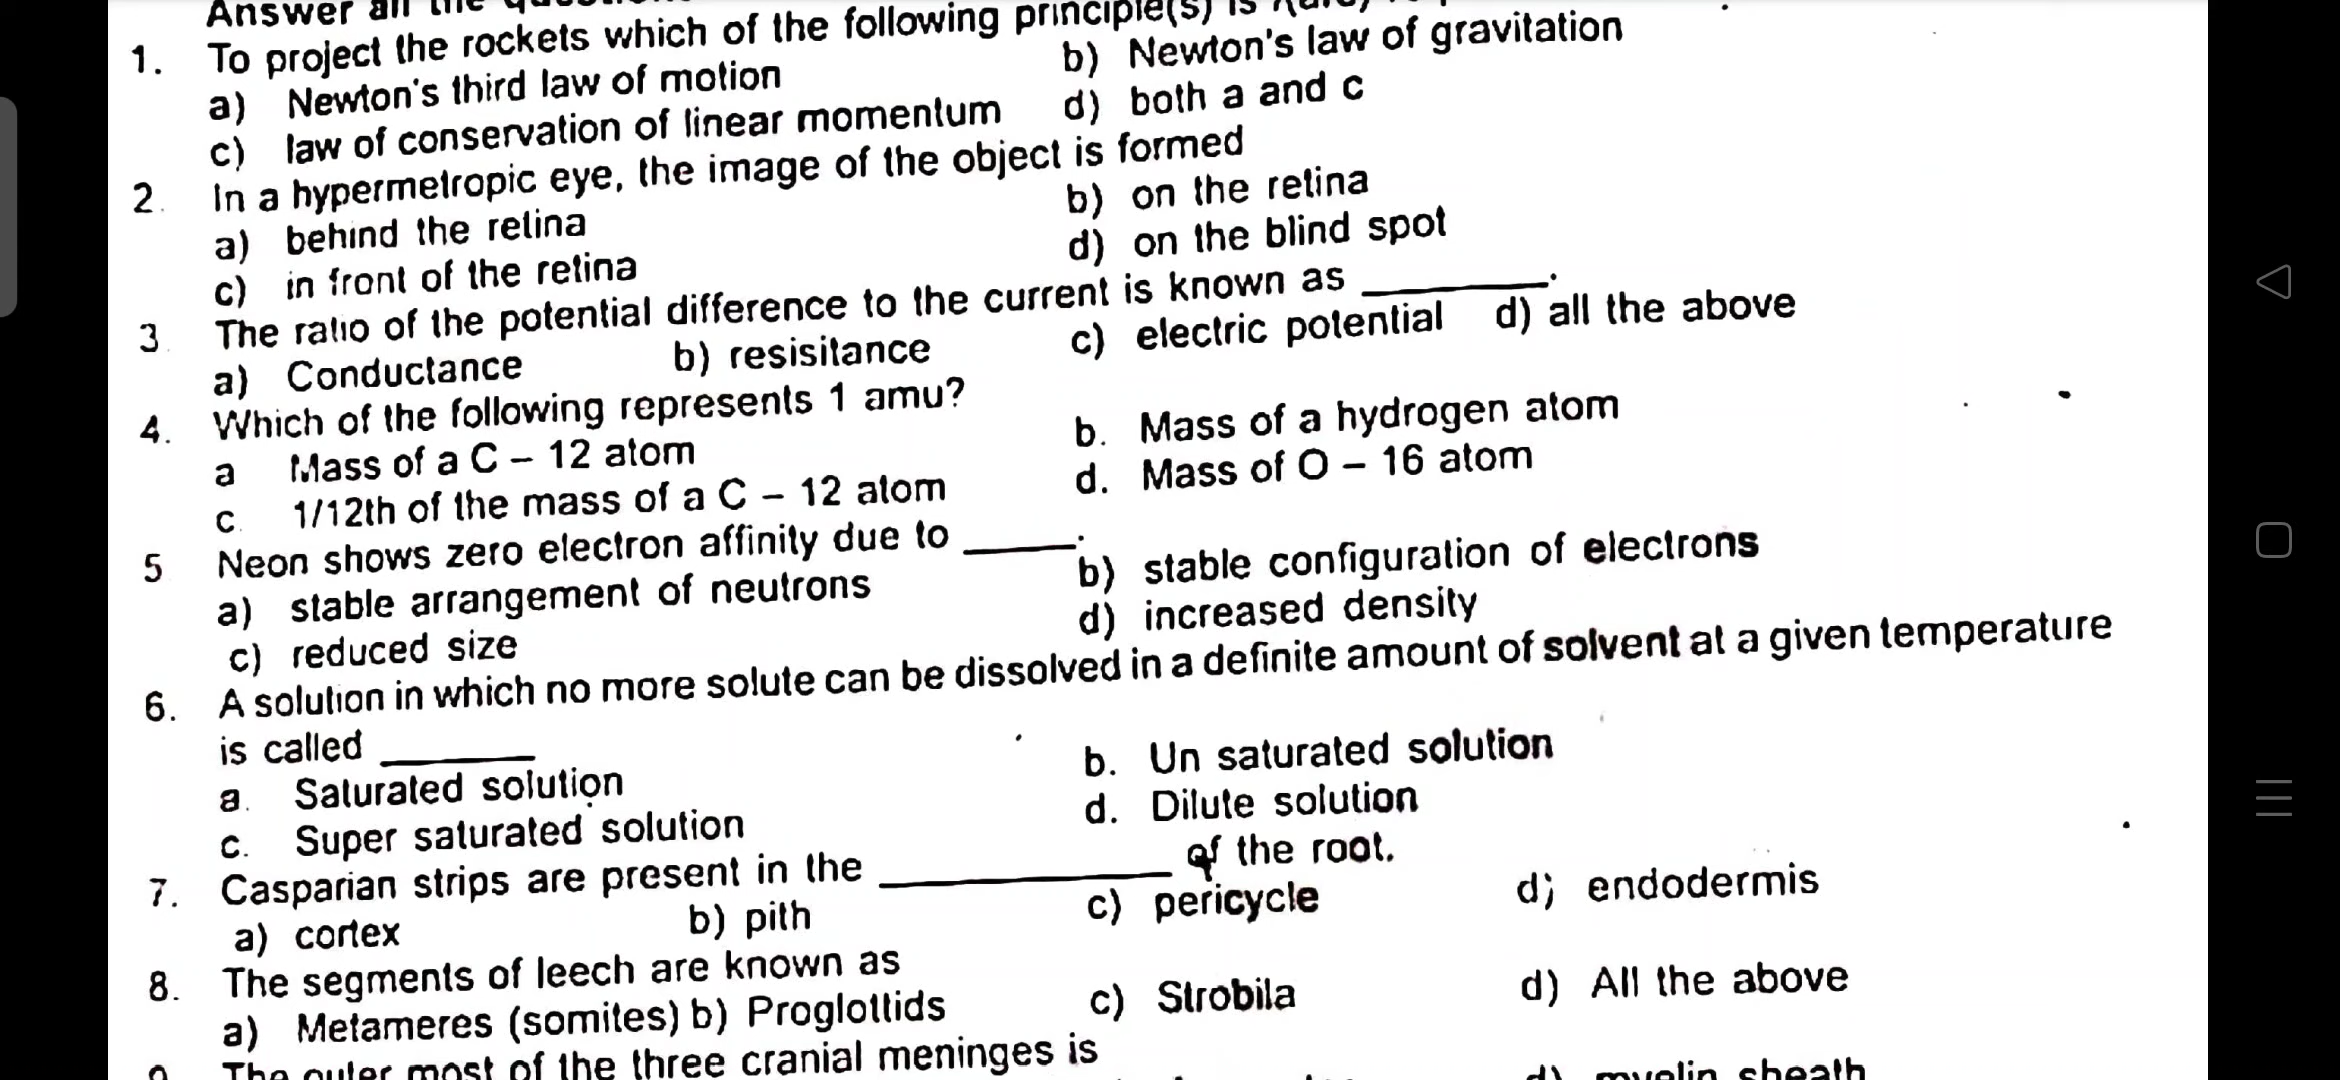 Answer all the
1. To project the rockets which of the following principle(s) is
a) Newton's third law of motion b) Newton's law of gravitation
c) law of conservation of linear momentum d) both a and c
2. In a hypermetropic eye, the image of the object is formed
a) behind the retina b) on the retina
c) in front of the retina d) on the blind spot
3. The ratio of the potential difference to the current is known as ________.
a) Conductance b) resisitance c) electric potential d) all the above
4. Which of the following represents 1 amu?
a Mass of a C – 12 atom b. Mass of a hydrogen atom
c. 1/12th of the mass of a C – 12 atom d. Mass of O – 16 atom
5 Neon shows zero electron affinity due to ______.
a) stable arrangement of neutrons b) stable configuration of electrons
c) reduced size d) increased density
6. A solution in which no more solute can be dissolved in a definite amount of solvent at a given temperature
is called ________
a. Saturated solution b. Un saturated solution
c. Super saturated solution d. Dilute solution
7. Casparian strips are present in the ______________ of the root.
a) cortex b) pith c) pericycle d) endodermis
8. The segments of leech are known as
a) Metameres (somites) b) Proglottids c) Strobila d) All the above
9 The outer most of the three cranial meninges is
d) myelin sheath